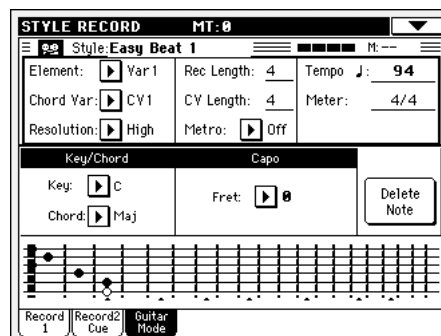 STYLE RECORD MT:0
Style:Easy Beat 1 M:--
Element: Var1 Rec Length: 4 Tempo ♩: 94
Chord Var: CV1 CV Length: 4 Meter: 4/4
Resolution: High Metro: Off
Key/Chord Capo
Key: C
Fret: 0
Chord: Maj
Delete Note
Record 1 Record2 Cue Guitar Mode